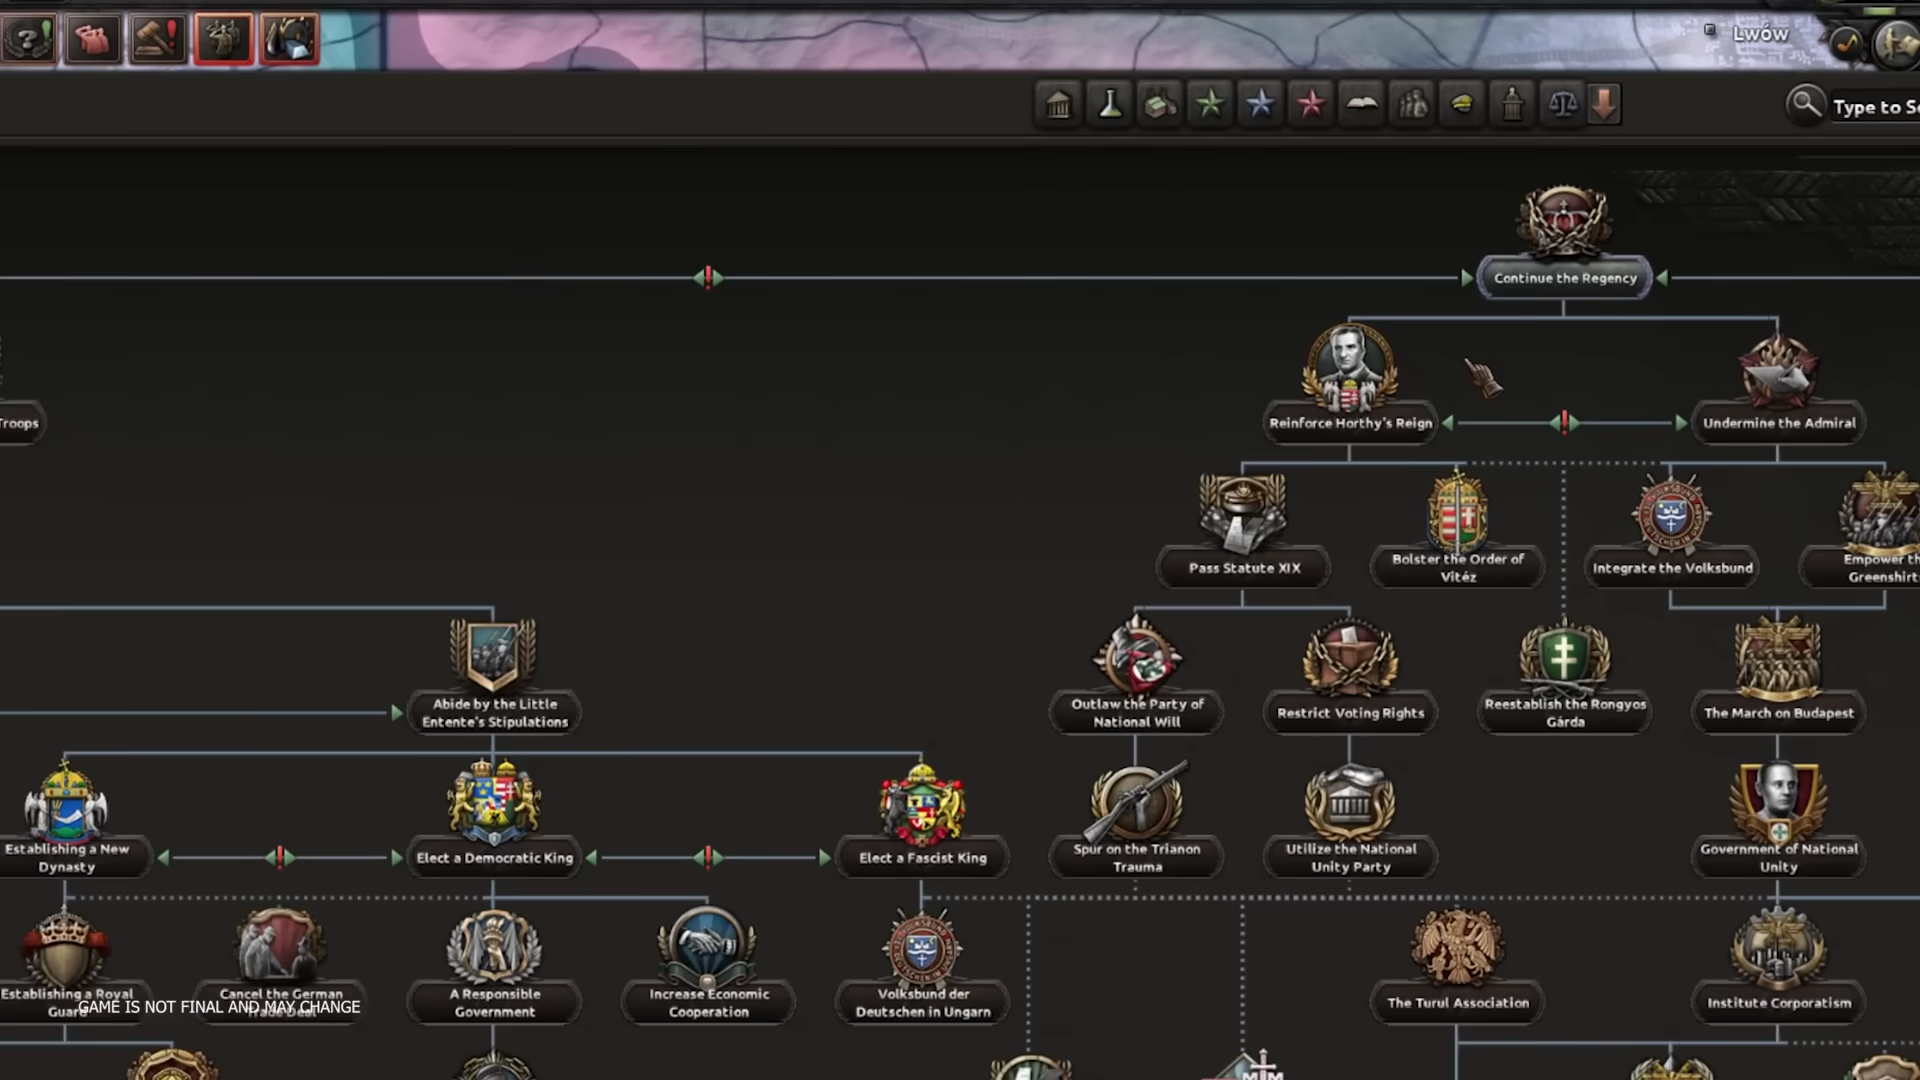 Lwów
Type to S
Continue the Regency
Troops
Reinforce Horthy's Reign
Undermine the Admiral
Pass Statute XIX
Bolster the Order of
Vitéz
Integrate the Volksbund
Empower th
Greenshirt
Abide by the Little
Entente's Stipulations
Outlaw the Party of
National Will
Restrict Voting Rights
Reestablish the Rongyos
Gárda
The March on Budapest
Establishing a New
Dynasty
Elect a Democratic King
Elect a Fascist King
Spur on the Trianon
Trauma
Utilize the National
Unity Party
Government of National
Unity
Establishing a Royal
Guard
Cancel the German
Trade Deal
GAME IS NOT FINAL AND MAY CHANGE
A Responsible
Government
Increase Economic
Cooperation
Volksbund der
Deutschen in Ungarn
The Turul Association
Institute Corporatism